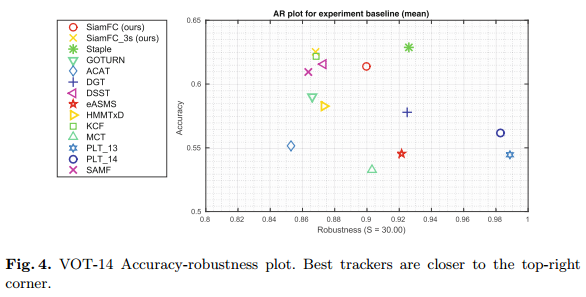 AR plot for experiment baseline (mean)
SiamFC (ours)
SiamFC_3s (ours)
Staple
GOTURN
ACAT
DGT
DSST
eASMS
HMMTxD
KCF
MCT
PLT_13
PLT_14
SAMF
Accuracy
0.65
0.6
0.55
0.5
0.8 0.82 0.84 0.86 0.88 0.9 0.92 0.94 0.96 0.98 1
Robustness (S = 30.00)
Fig. 4. VOT-14 Accuracy-robustness plot. Best trackers are closer to the top-right
corner.